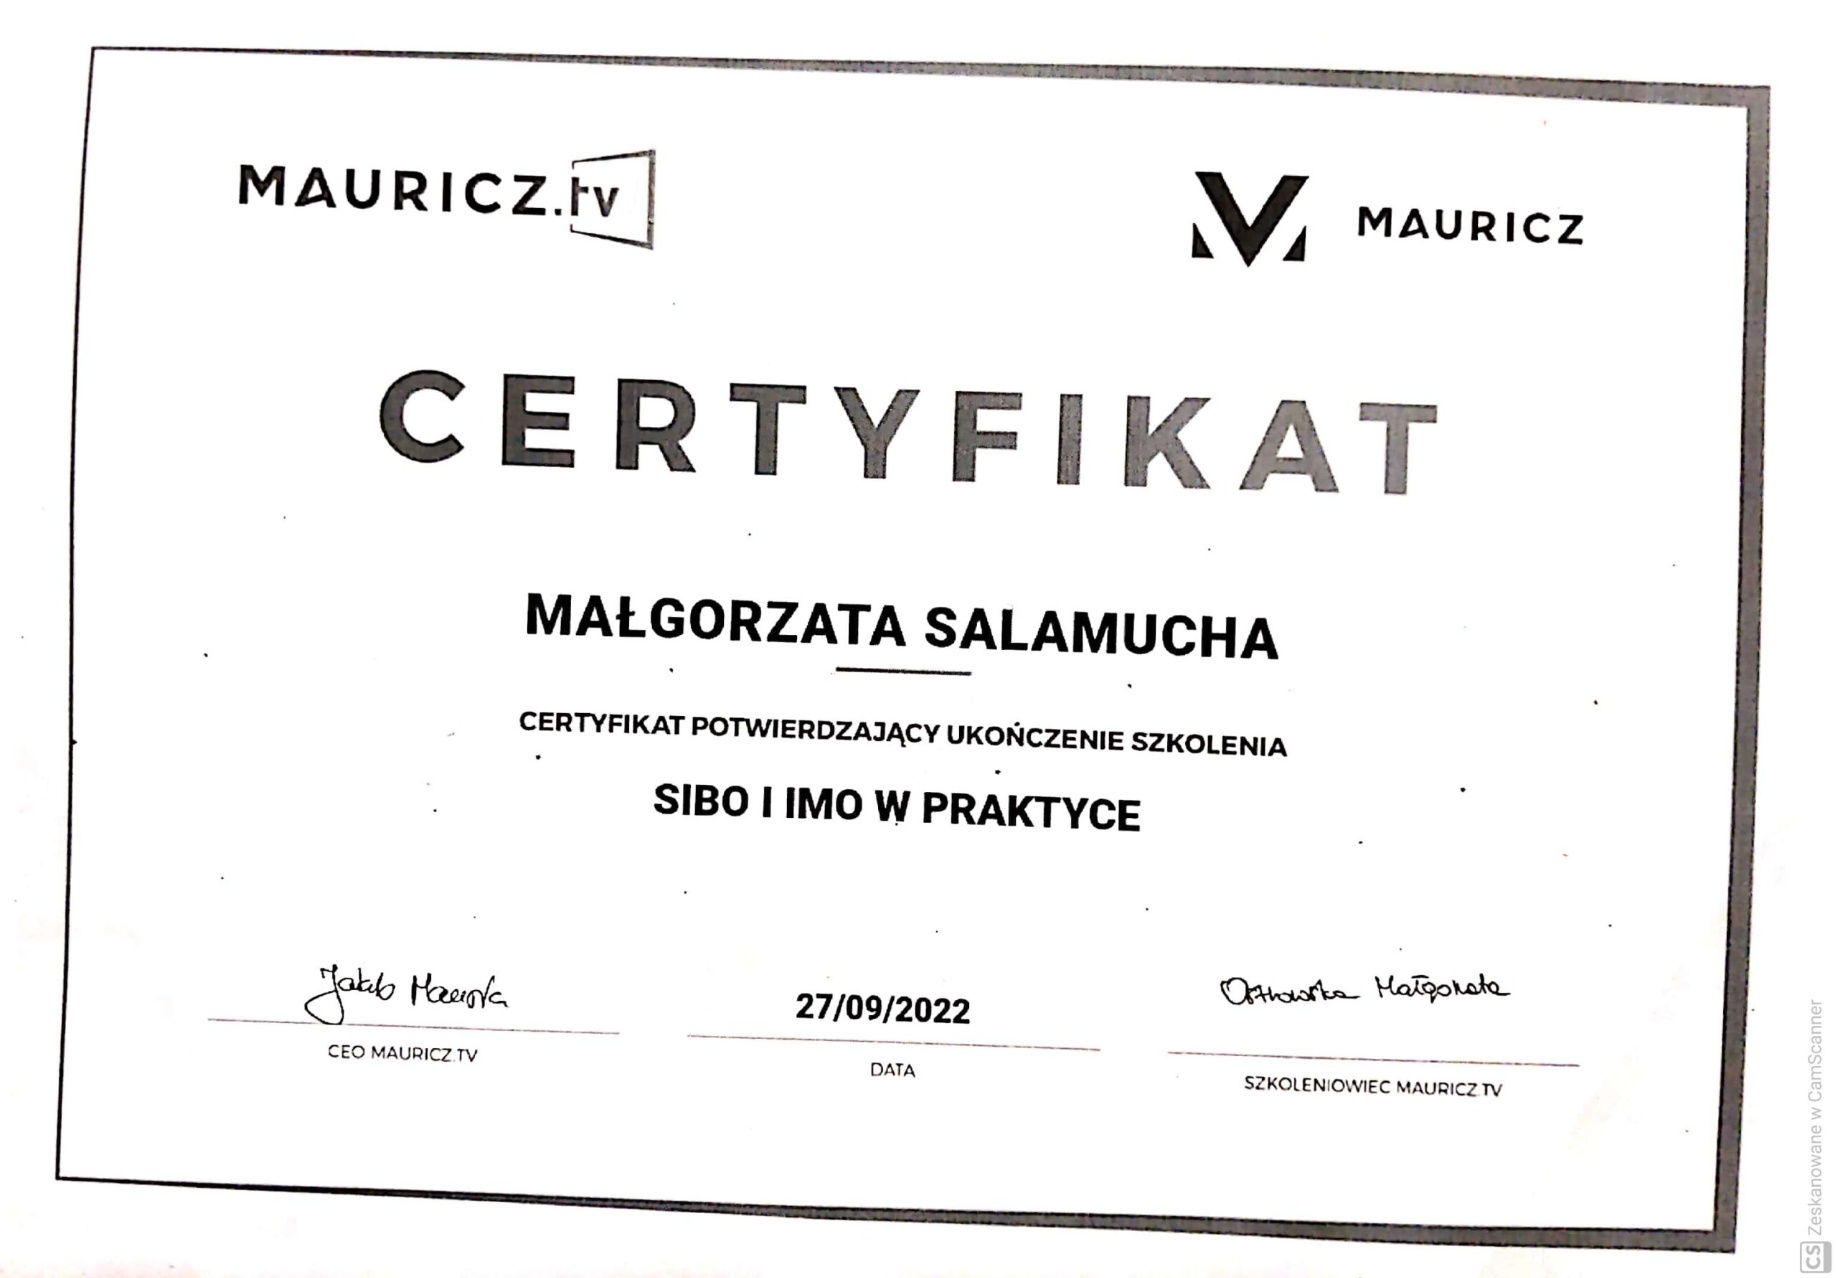 MAURICZ.tv
MAURICZ
CERTYFIKAT
MAŁGORZATA SALAMUCHA
CERTYFIKAT POTWIERDZAJĄCY UKOŃCZENIE SZKOLENIA
SIBO I IMO W PRAKTYCE
Jakub
27/09/2022
Ostrowska Małgorzata
CEO MAURICZ.TV
DATA
SZKOLENIOWIEC MAURICZ.TV
CS Zeskanowane w CamScanner